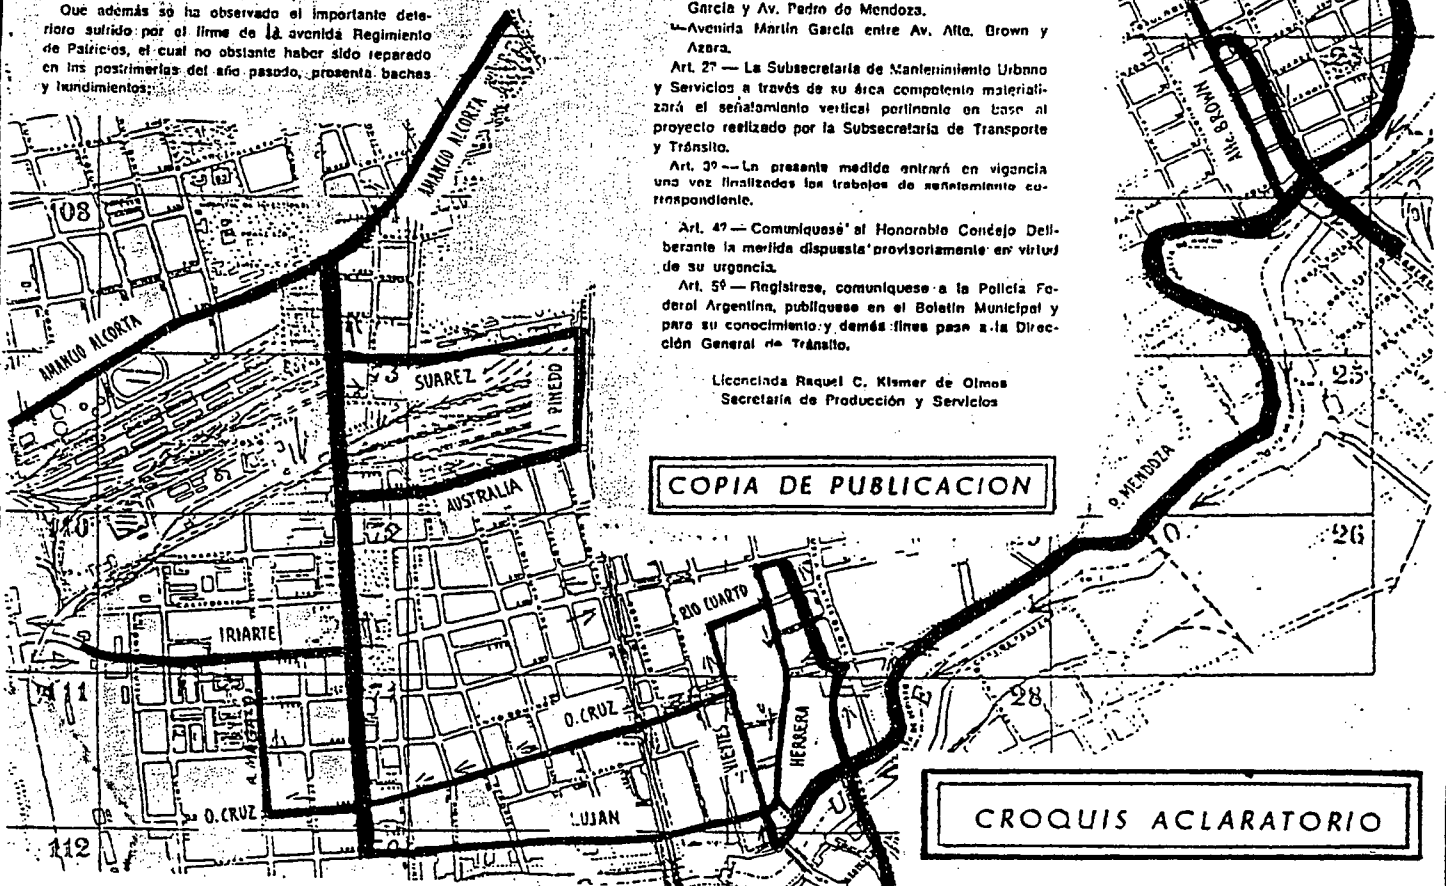 Que además se ha observado el importante dete-
rioro sufrido por el firme de la avenida Regimiento
de Patricios, el cual no obstante haber sido reparado
en las postrimerías del año pasado, presenta baches
y hundimientos;
García y Av. Pedro de Mendoza.
—Avenida Martín García entre Av. Alte. Brown y
Azara.
Art. 2º — La Subsecretaría de Mantenimiento Urbano
y Servicios a través de su área competente materiali-
zará el señalamiento vertical pertinente en base al
proyecto realizado por la Subsecretaría de Transporte
y Tránsito.
Art. 3º — La presente medida entrará en vigencia
una vez finalizados los trabajos de señalamiento co-
rrespondiente.
Art. 4º — Comuníquese al Honorable Concejo Deli-
berante la medida dispuesta provisoriamente en virtud
de su urgencia.
Art. 5º — Regístrese, comuníquese a la Policía Fe-
deral Argentina, publíquese en el Boletín Municipal y
para su conocimiento y demás fines pase a la Direc-
ción General de Tránsito.
Licenciada Raquel C. Kismer de Olmos
Secretaría de Producción y Servicios
COPIA DE PUBLICACION
AMANCIO ALCORTA
Alte. BROWN
108
AMANCIO ALCORTA
SUAREZ
PINEDO
25
AUSTRALIA
P. MENDOZA
110
26
RIO CUARTO
IRIARTE
111
28
O. CRUZ
VIEYTES
HERRERA
O. CRUZ
LUJAN
112
CROQUIS ACLARATORIO